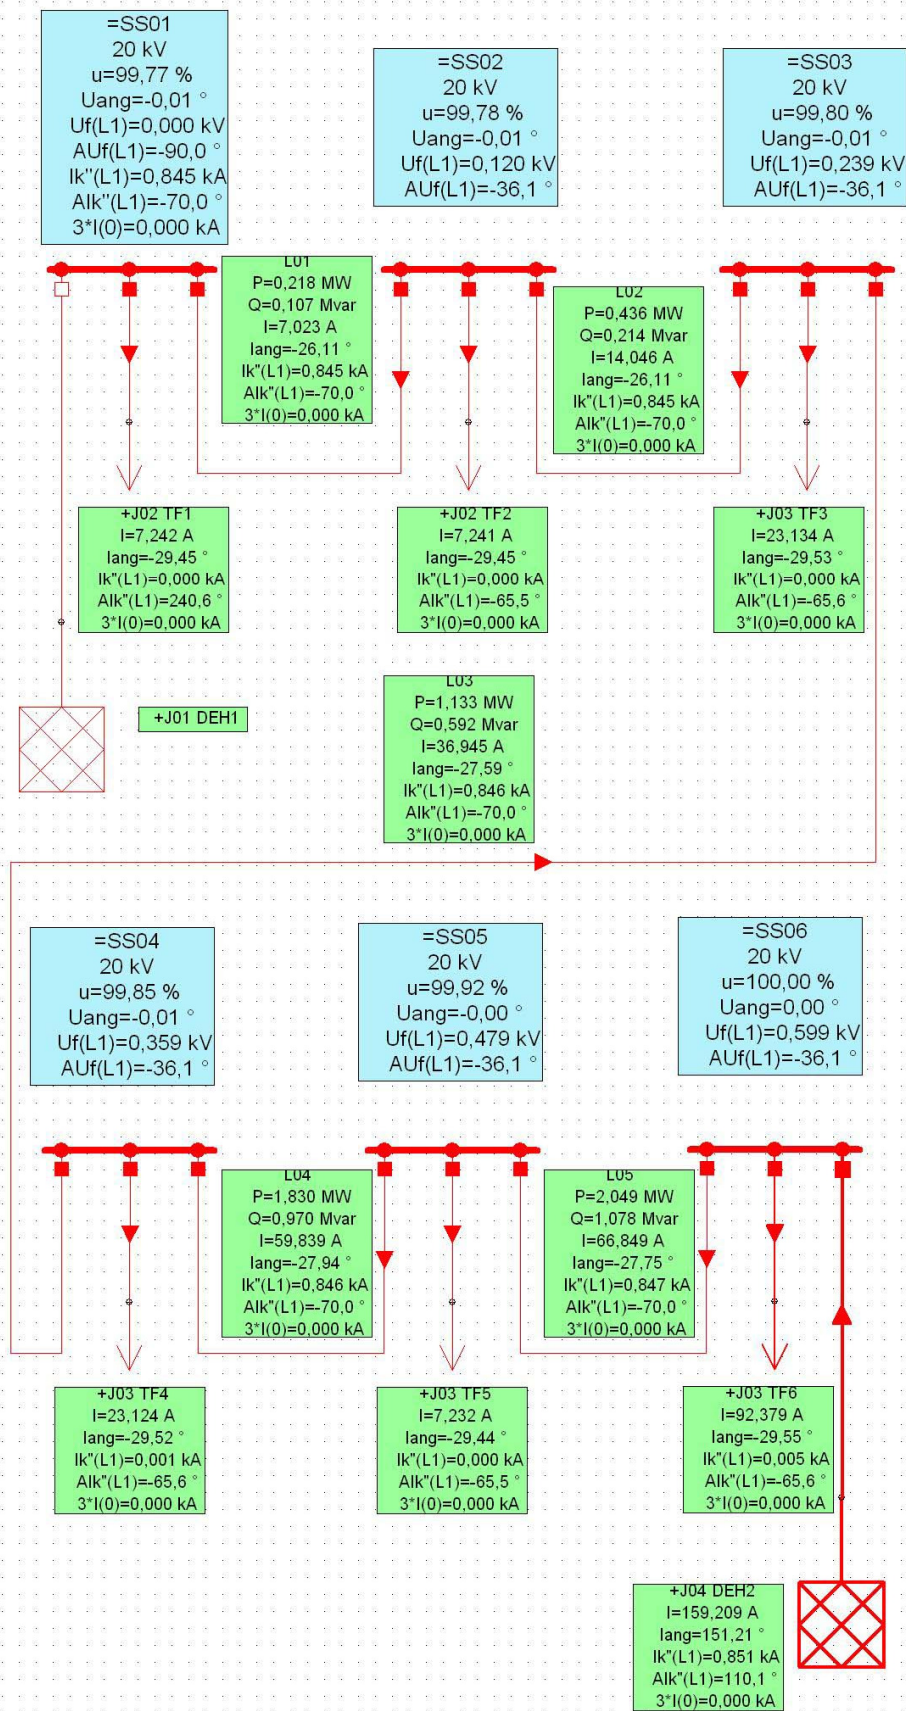 =SS01
20 kV
u=99,77 %
Uang=-0,01 °
Uf(L1)=0,000 kV
AUf(L1)=-90,0 °
Ik"(L1)=0,845 kA
AIk"(L1)=-70,0 °
3*I(0)=0,000 kA
=SS02
20 kV
u=99,78 %
Uang=-0,01 °
Uf(L1)=0,120 kV
AUf(L1)=-36,1 °
=SS03
20 kV
u=99,80 %
Uang=-0,01 °
Uf(L1)=0,239 kV
AUf(L1)=-36,1 °
L01
P=0,218 MW
Q=0,107 Mvar
I=7,023 A
Iang=-26,11 °
Ik"(L1)=0,845 kA
AIk"(L1)=-70,0 °
3*I(0)=0,000 kA
L02
P=0,436 MW
Q=0,214 Mvar
I=14,046 A
Iang=-26,11 °
Ik"(L1)=0,845 kA
AIk"(L1)=-70,0 °
3*I(0)=0,000 kA
+J02 TF1
I=7,242 A
Iang=-29,45 °
Ik"(L1)=0,000 kA
AIk"(L1)=240,6 °
3*I(0)=0,000 kA
+J02 TF2
I=7,241 A
Iang=-29,45 °
Ik"(L1)=0,000 kA
AIk"(L1)=-65,5 °
3*I(0)=0,000 kA
+J03 TF3
I=23,134 A
Iang=-29,53 °
Ik"(L1)=0,000 kA
AIk"(L1)=-65,6 °
3*I(0)=0,000 kA
+J01 DEH1
L03
P=1,133 MW
Q=0,592 Mvar
I=36,945 A
Iang=-27,59 °
Ik"(L1)=0,846 kA
AIk"(L1)=-70,0 °
3*I(0)=0,000 kA
=SS04
20 kV
u=99,85 %
Uang=-0,01 °
Uf(L1)=0,359 kV
AUf(L1)=-36,1 °
=SS05
20 kV
u=99,92 %
Uang=-0,00 °
Uf(L1)=0,479 kV
AUf(L1)=-36,1 °
=SS06
20 kV
u=100,00 %
Uang=0,00 °
Uf(L1)=0,599 kV
AUf(L1)=-36,1 °
L04
P=1,830 MW
Q=0,970 Mvar
I=59,839 A
Iang=-27,94 °
Ik"(L1)=0,846 kA
AIk"(L1)=-70,0 °
3*I(0)=0,000 kA
L05
P=2,049 MW
Q=1,078 Mvar
I=66,849 A
Iang=-27,75 °
Ik"(L1)=0,847 kA
AIk"(L1)=-70,0 °
3*I(0)=0,000 kA
+J03 TF4
I=23,124 A
Iang=-29,52 °
Ik"(L1)=0,001 kA
AIk"(L1)=-65,6 °
3*I(0)=0,000 kA
+J03 TF5
I=7,232 A
Iang=-29,44 °
Ik"(L1)=0,000 kA
AIk"(L1)=-65,5 °
3*I(0)=0,000 kA
+J03 TF6
I=92,379 A
Iang=-29,55 °
Ik"(L1)=0,005 kA
AIk"(L1)=-65,6 °
3*I(0)=0,000 kA
+J04 DEH2
I=159,209 A
Iang=151,21 °
Ik"(L1)=0,851 kA
AIk"(L1)=110,1 °
3*I(0)=0,000 kA